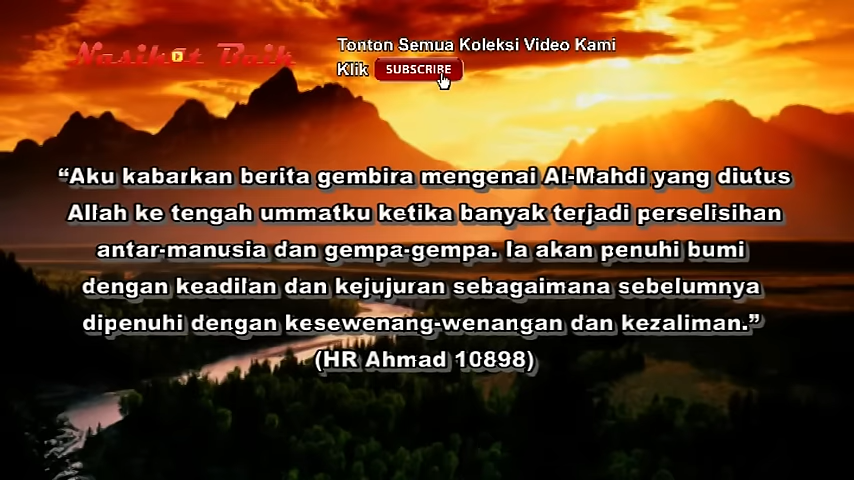 Nasihat Baik
Tonton Semua Koleksi Video Kami
Klik SUBSCRIBE
“Aku kabarkan berita gembira mengenai Al-Mahdi yang diutus
Allah ke tengah ummatku ketika banyak terjadi perselisihan
antar-manusia dan gempa-gempa. Ia akan penuhi bumi
dengan keadilan dan kejujuran sebagaimana sebelumnya
dipenuhi dengan kesewenang-wenangan dan kezaliman.”
(HR Ahmad 10898)